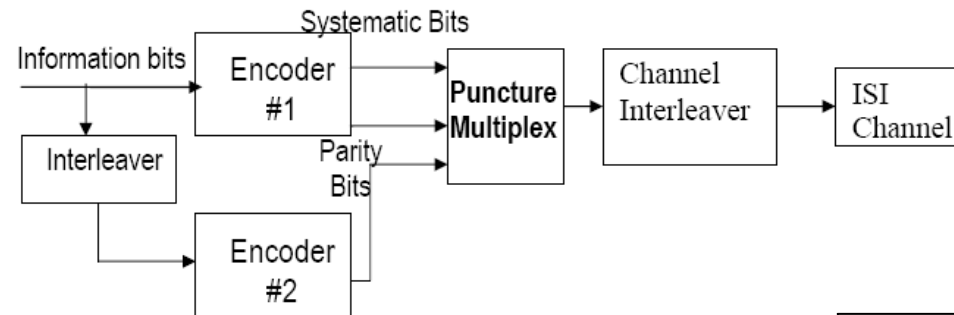 Systematic Bits
Information bits
Encoder
#1
Puncture
Multiplex
Channel
Interleaver
ISI
Channel
Interleaver
Parity
Bits
Encoder
#2